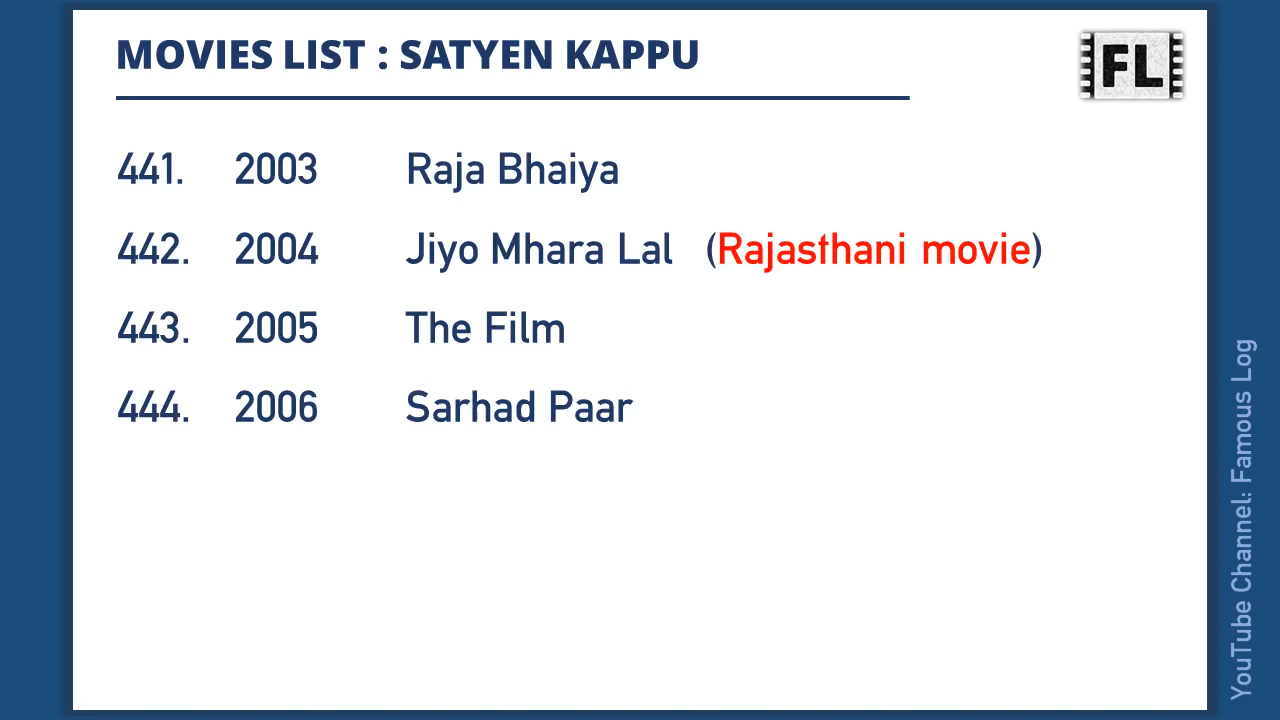 MOVIES LIST : SATYEN KAPPU
FL
441. 2003 Raja Bhaiya
442. 2004 Jiyo Mhara Lal (Rajasthani movie)
443. 2005 The Film
444. 2006 Sarhad Paar
YouTube Channel: Famous Log